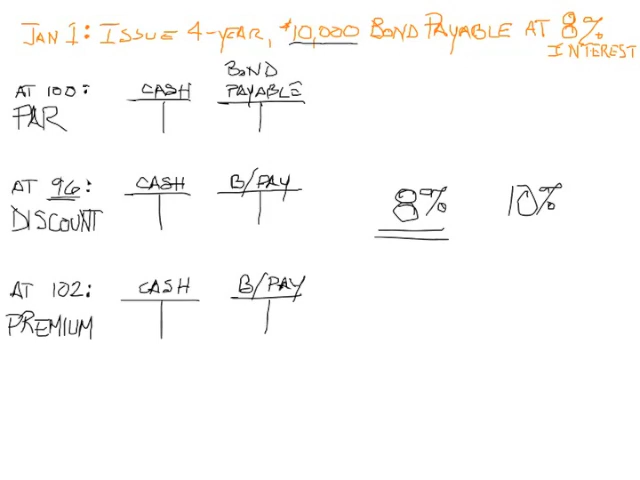 JAN 1: ISSUE 4-YEAR, $10,000 BOND PAYABLE AT 8%
INTEREST
AT 100: CASH BOND PAYABLE
PAR
AT 96: CASH B/PAY
DISCOUNT
8% 10%
AT 102: CASH B/PAY
PREMIUM